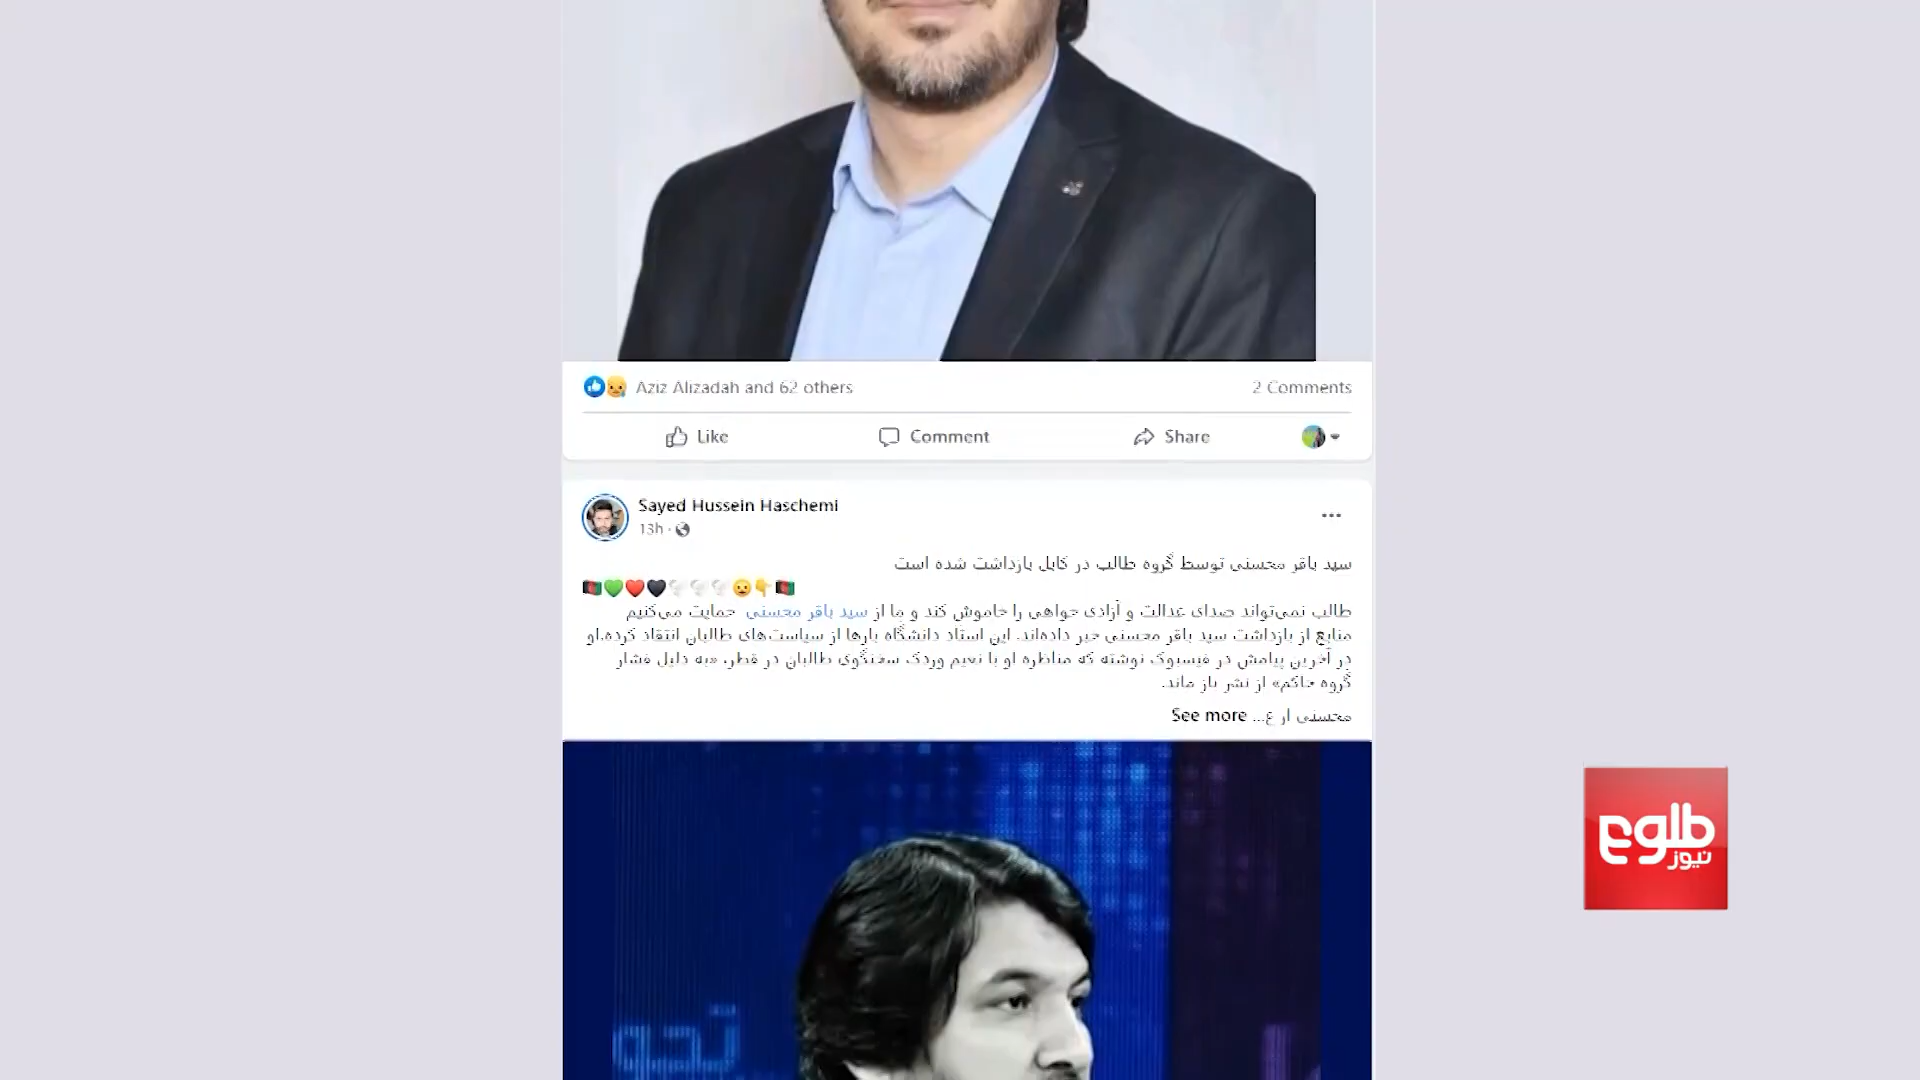 Aziz Alizadah and 62 others
2 Comments
Like
Comment
Share
Sayed Hussein Haschemi
13h
سید باقر محسنی توسط گروه طالب در کابل بازداشت شده است
🇦🇫💚❤️🖤🕊🕊🕊😦👇🇦🇫
طالب نمی‌تواند صدای عدالت و آزادی خواهی را خاموش کند و ما از سید باقر محسنی حمایت می‌کنیم
منابع از بازداشت سید باقر محسنی خبر داده‌اند. این استاد دانشگاه بارها از سیاست‌های طالبان انتقاد کرده.او
در آخرین پیامش در فیسبوک نوشته که مناظره او با نعیم وردک سخنگوی طالبان در قطر، «به دلیل فشار
گروه حاکم» از نشر باز ماند.
محسنی از ع... See more
طلوع
نیوز
تحو